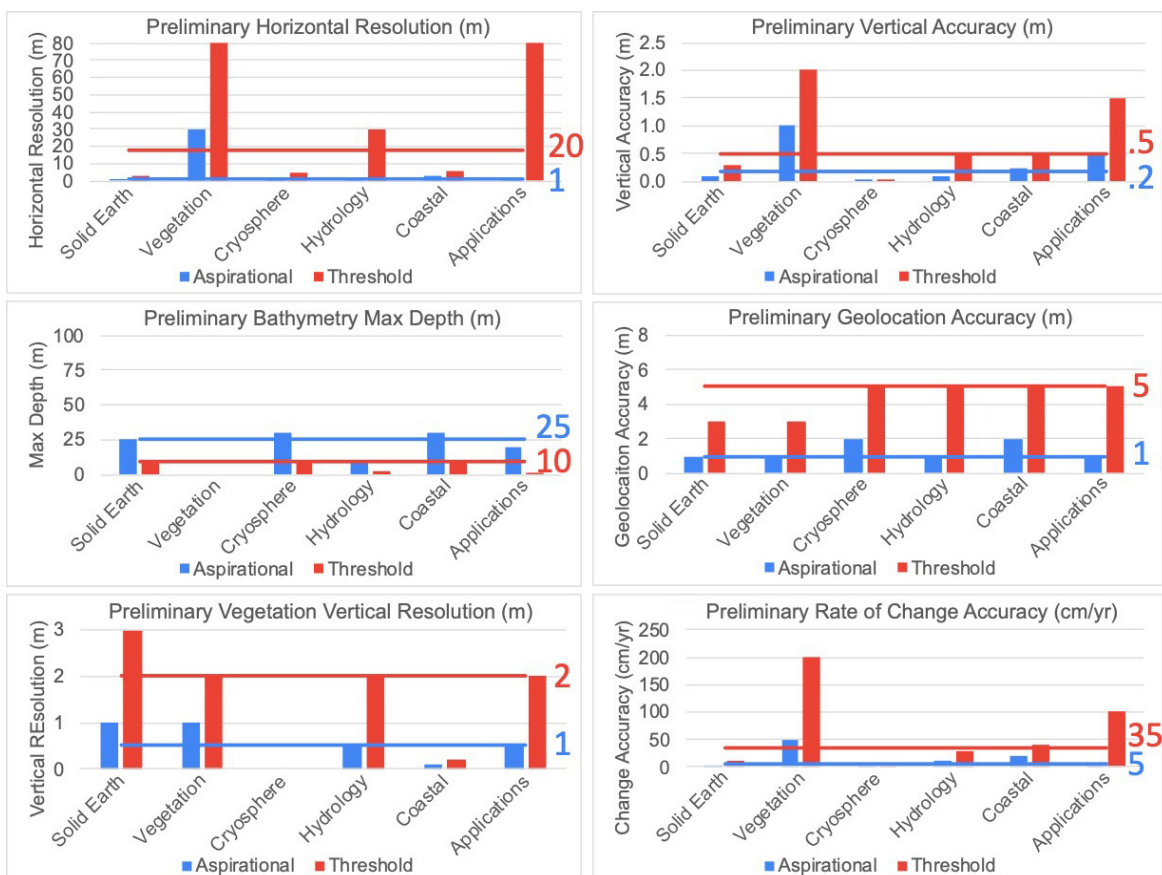 Preliminary Horizontal Resolution (m)
Horizontal Resolution (m)
80
70
60
50
40
30
20
10
0
20
1
Solid Earth
Vegetation
Cryosphere
Hydrology
Coastal
Applications
Aspirational
Threshold
Preliminary Vertical Accuracy (m)
Vertical Accuracy (m)
2.5
2.0
1.5
1.0
0.5
0.0
.5
.2
Solid Earth
Vegetation
Cryosphere
Hydrology
Coastal
Applications
Aspirational
Threshold
Preliminary Bathymetry Max Depth (m)
Max Depth (m)
100
75
50
25
0
25
10
Solid Earth
Vegetation
Cryosphere
Hydrology
Coastal
Applications
Aspirational
Threshold
Preliminary Geolocation Accuracy (m)
Geolocaiton Accuracy (m)
8
6
4
2
0
5
1
Solid Earth
Vegetation
Cryosphere
Hydrology
Coastal
Applications
Aspirational
Threshold
Preliminary Vegetation Vertical Resolution (m)
Vertical REsolution (m)
3
2
1
0
2
1
Solid Earth
Vegetation
Cryosphere
Hydrology
Coastal
Applications
Aspirational
Threshold
Preliminary Rate of Change Accuracy (cm/yr)
Change Accuracy (cm/yr)
250
200
150
100
50
0
35
5
Solid Earth
Vegetation
Cryosphere
Hydrology
Coastal
Applications
Aspirational
Threshold